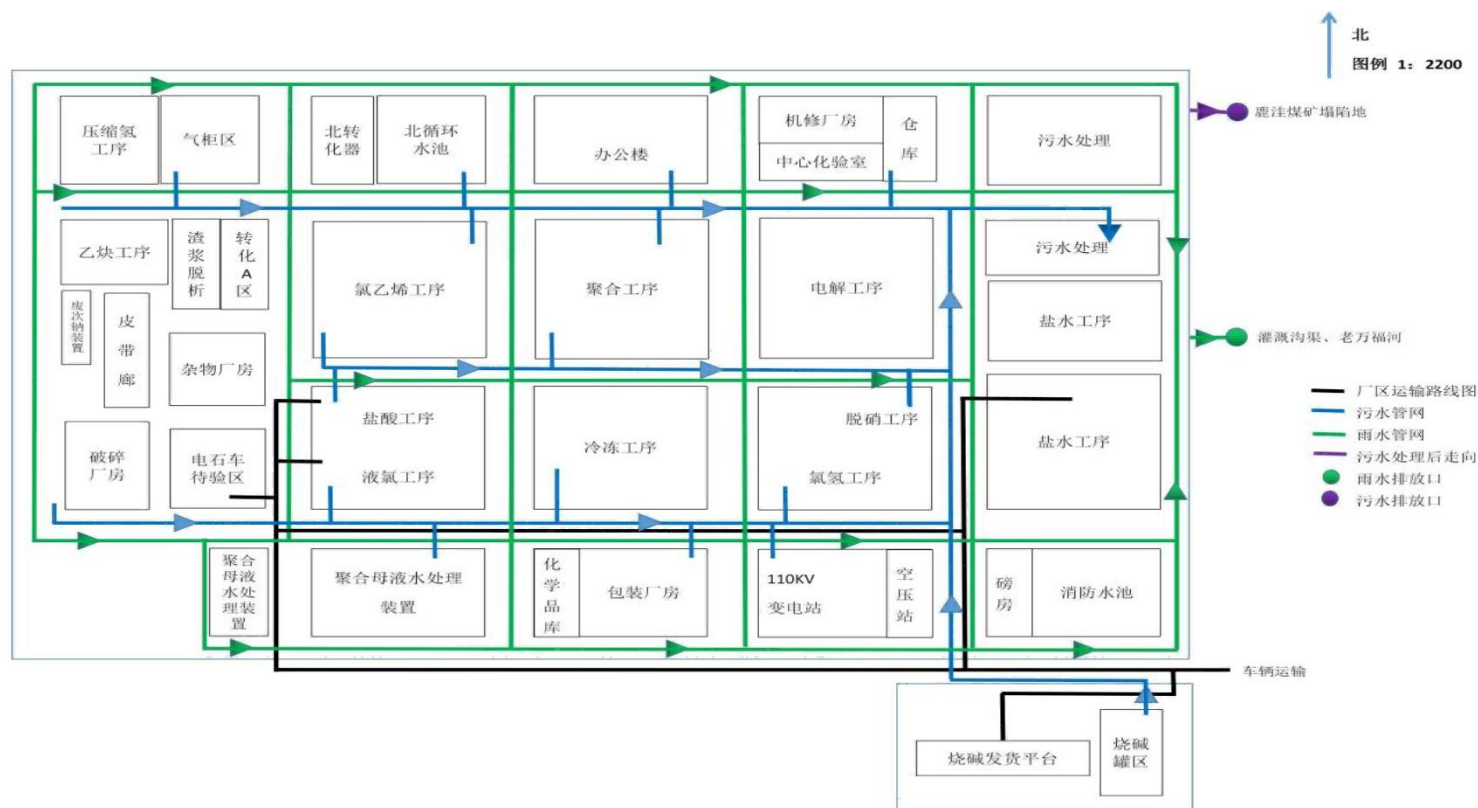 北
图例 1：2200
压缩氢
工序
气柜区
北转
化器
北循环
水池
办公楼
机修厂房
中心化验室
仓
库
污水处理
鹿洼煤矿塌陷地
乙炔工序
渣
浆
脱
析
转
化
A
区
氯乙烯工序
聚合工序
电解工序
污水处理
盐水工序
废次钠装置
皮
带
廊
杂物厂房
灌溉沟渠、老万福河
厂区运输路线图
污水管网
雨水管网
污水处理后走向
雨水排放口
污水排放口
破碎
厂房
电石车
待验区
盐酸工序
液氯工序
冷冻工序
脱硝工序
氯氢工序
盐水工序
聚合
母液
水处
理装
置
聚合母液水处理
装置
化
学
品
库
包装厂房
110KV
变电站
空
压
站
磅
房
消防水池
车辆运输
烧碱发货平台
烧碱
罐区